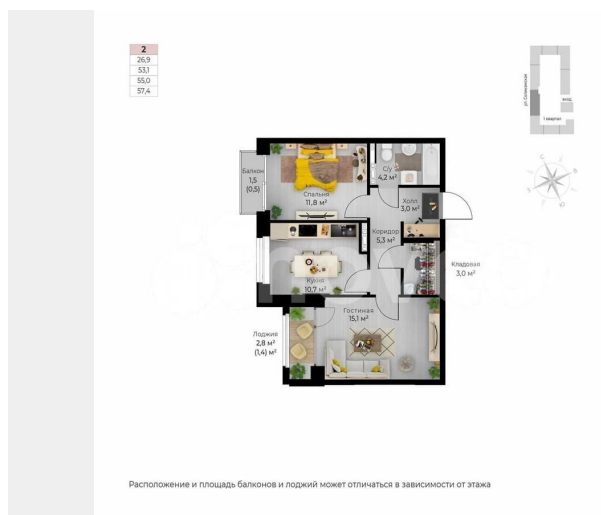 2
26,9
53,1
55,0
57,4
ул. Солнечная
вход
1 квартал
Балкон
1,5
(0,5)
Спальня
11,8 м²
С/у
4,2 м²
Холл
3,0 м²
Коридор
5,3 м²
Кладовая
3,0 м²
Кухня
10,7 м²
Гостиная
15,1 м²
Лоджия
2,8 м²
(1,4) м²
Расположение и площадь балконов и лоджий может отличаться в зависимости от этажа